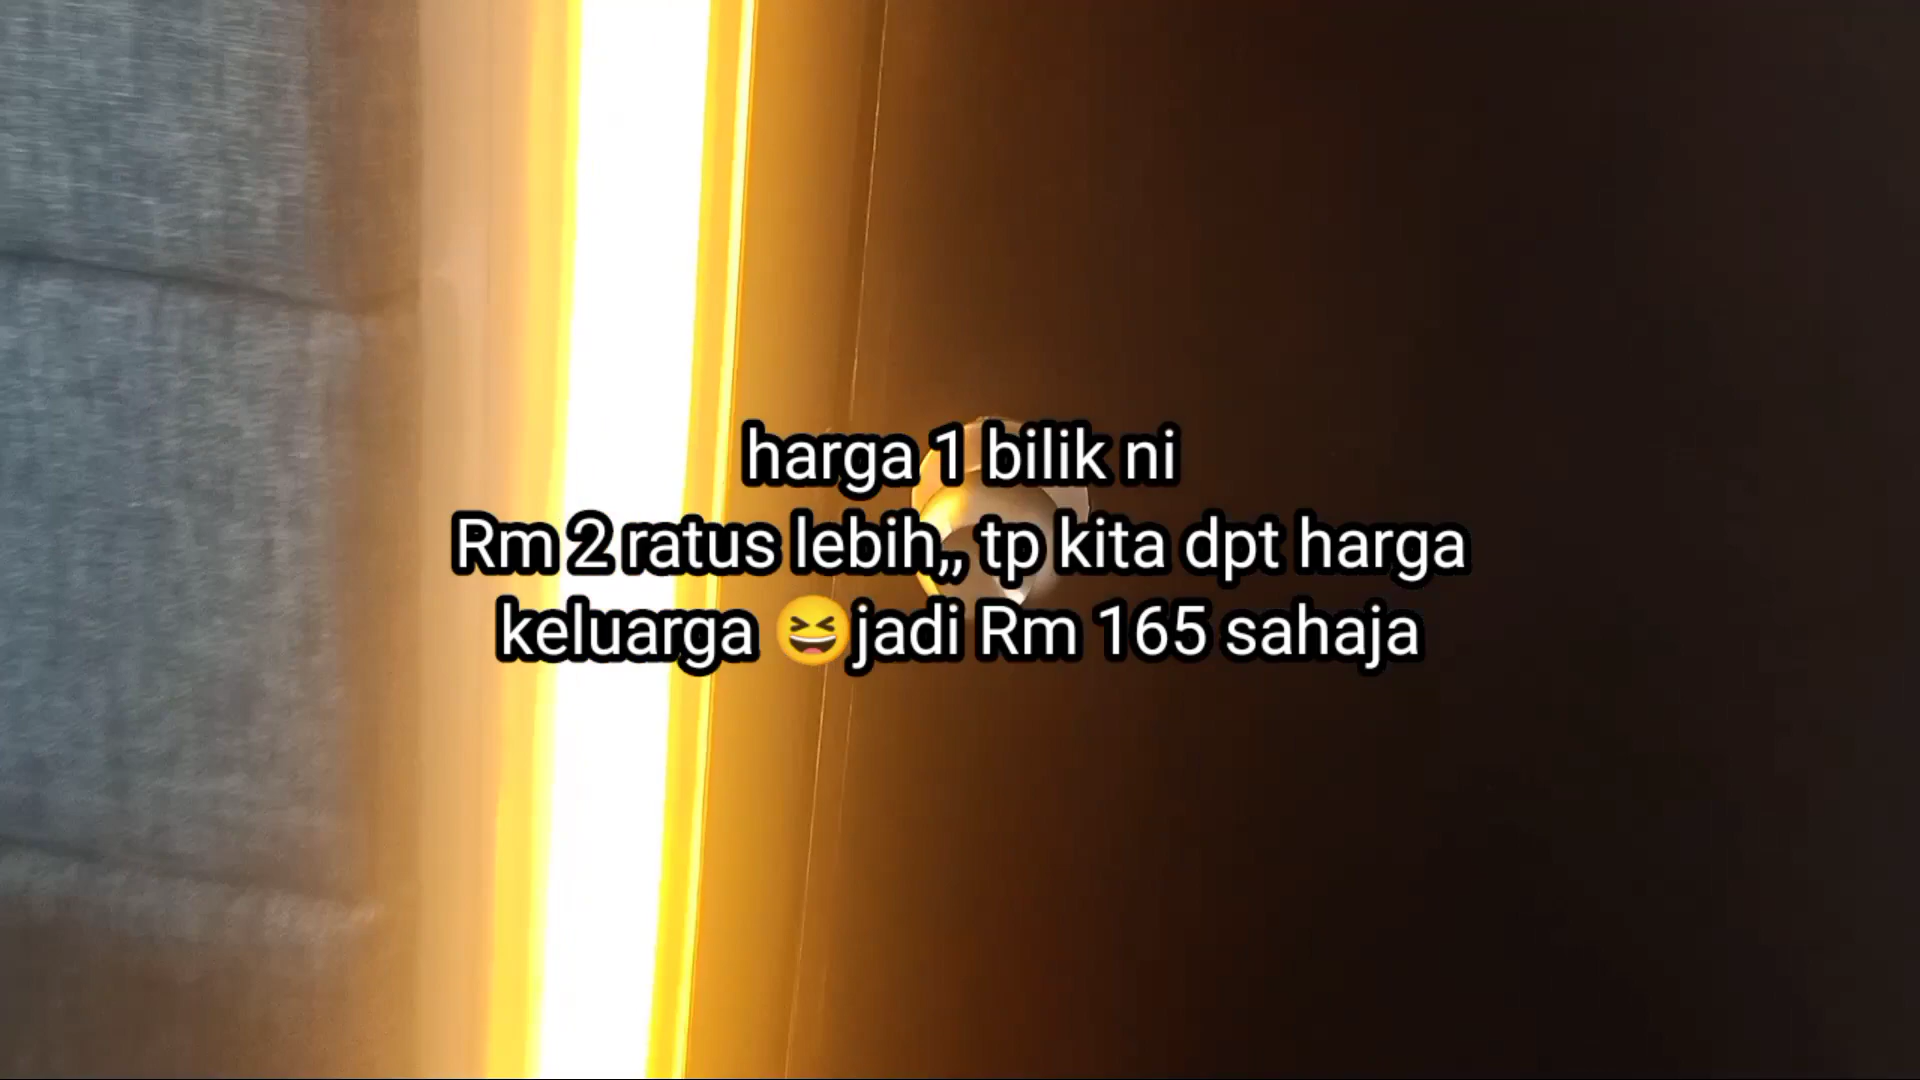 harga 1 bilik ni
Rm 2 ratus lebih,, tp kita dpt harga
keluarga 😆jadi Rm 165 sahaja